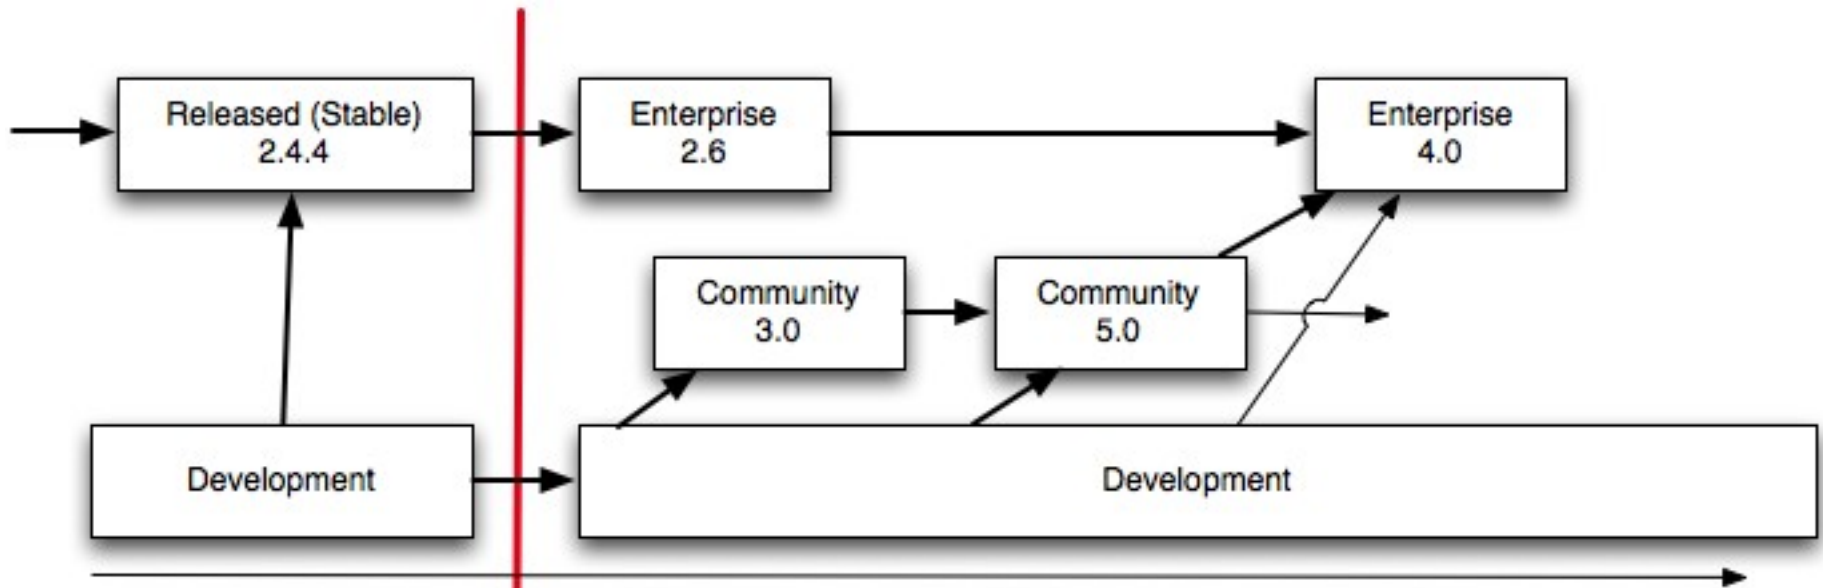 Released (Stable)
2.4.4
Enterprise
2.6
Enterprise
4.0
Community
3.0
Community
5.0
Development
Development